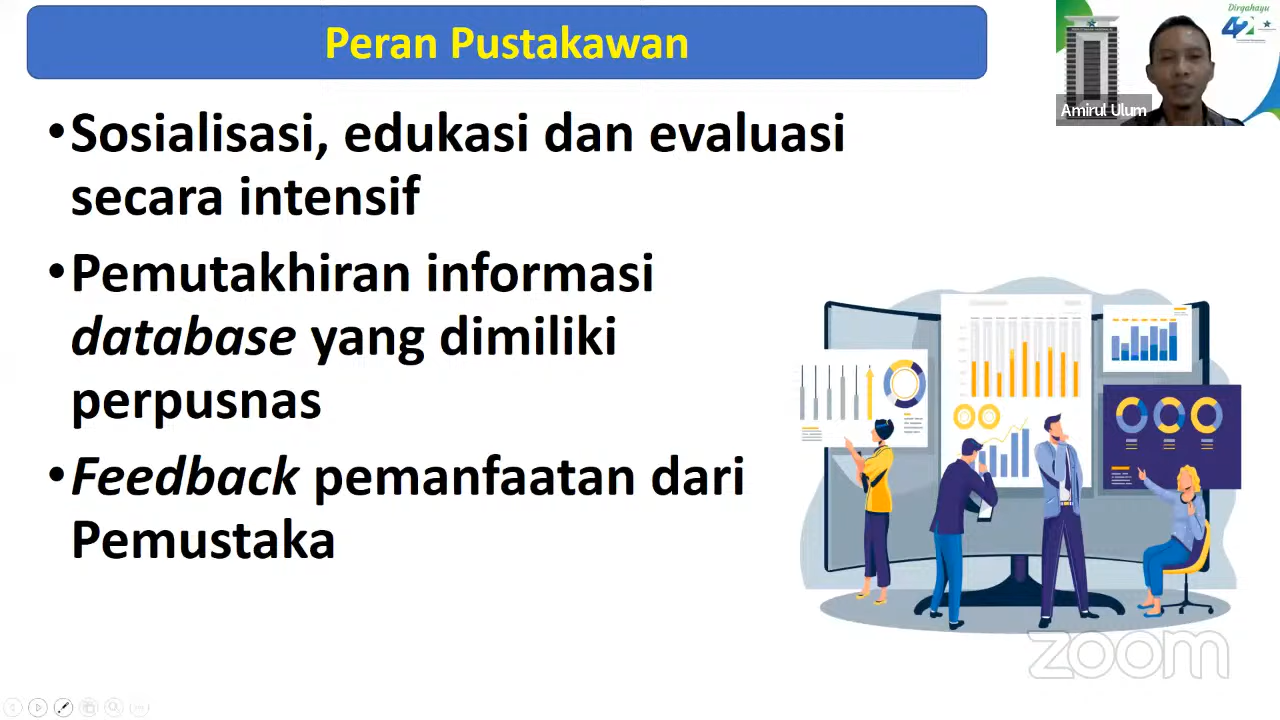 Peran Pustakawan
•Sosialisasi, edukasi dan evaluasi
secara intensif
•Pemutakhiran informasi
database yang dimiliki
perpusnas
•Feedback pemanfaatan dari
Pemustaka
Dirgahayu
42
Amirul Ulum
zoom